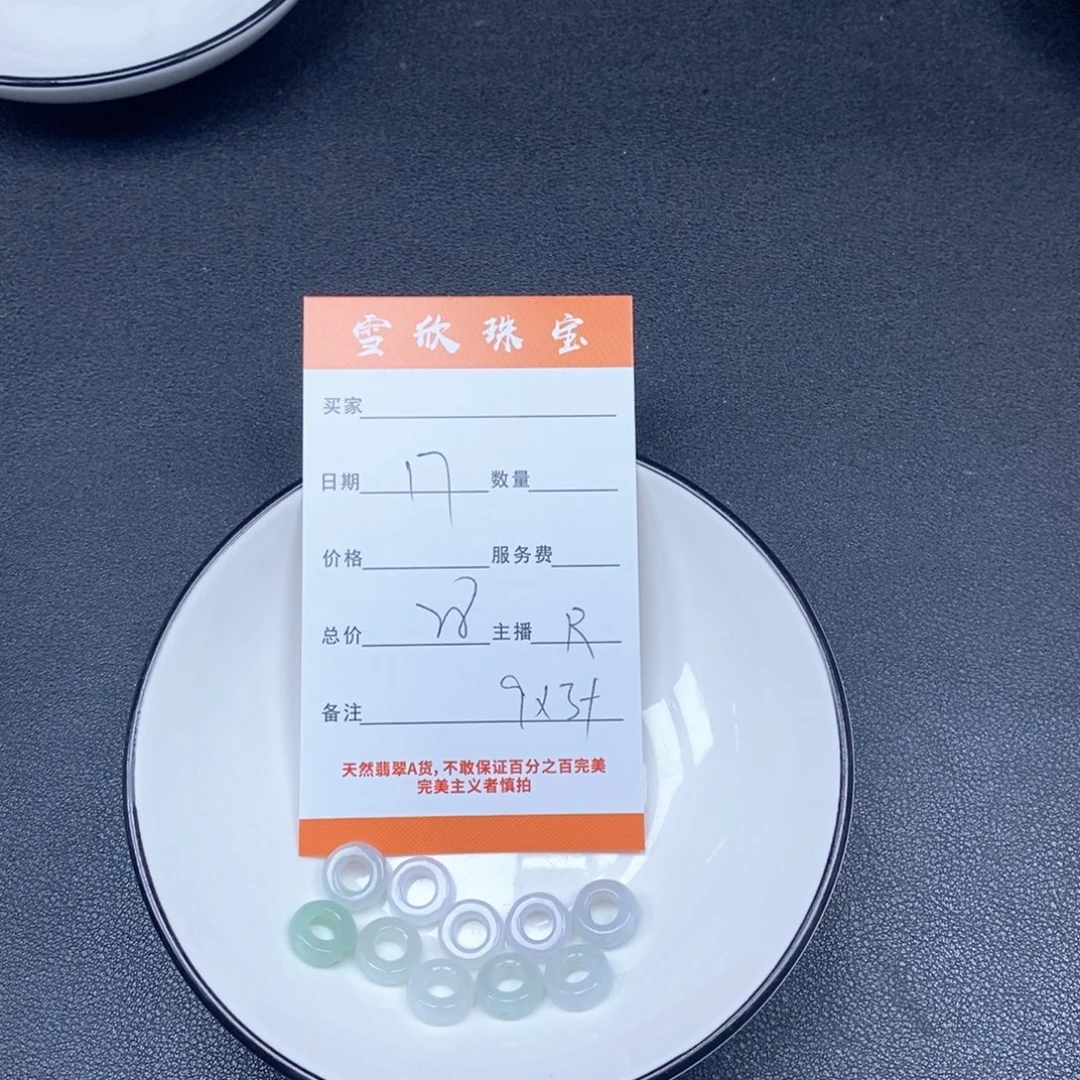 雪欣珠宝
买家
日期 17 数量
价格 服务费
总价 主播 R
备注 9x3+
天然翡翠A货,不敢保证百分之百完美
完美主义者慎拍